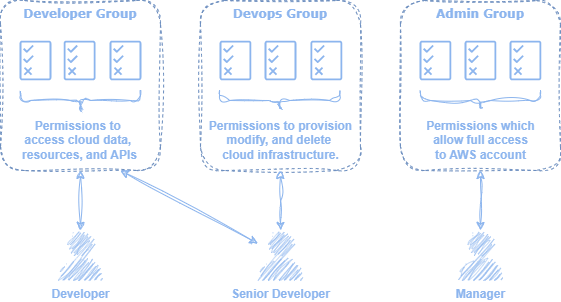 Developer Group
Devops Group
Admin Group
Permissions to
access cloud data,
resources, and APIs
Permissions to provision
modify, and delete
cloud infrastructure.
Permissions which
allow full access
to AWS account
Developer
Senior Developer
Manager